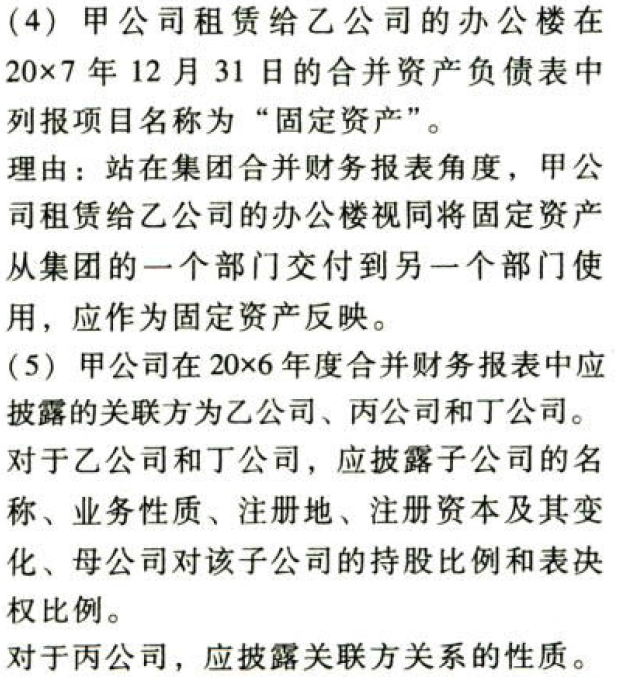 (4) 甲公司租赁给乙公司的办公楼在
20×7 年 12 月 31 日的合并资产负债表中
列报项目名称为“固定资产”。
理由：站在集团合并财务报表角度，甲公
司租赁给乙公司的办公楼视同将固定资产
从集团的一个部门交付到另一个部门使
用，应作为固定资产反映。
(5) 甲公司在 20×6 年度合并财务报表中应
披露的关联方为乙公司、丙公司和丁公司。
对于乙公司和丁公司，应披露子公司的名
称、业务性质、注册地、注册资本及其变
化、母公司对该子公司的持股比例和表决
权比例。
对于丙公司，应披露关联方关系的性质。